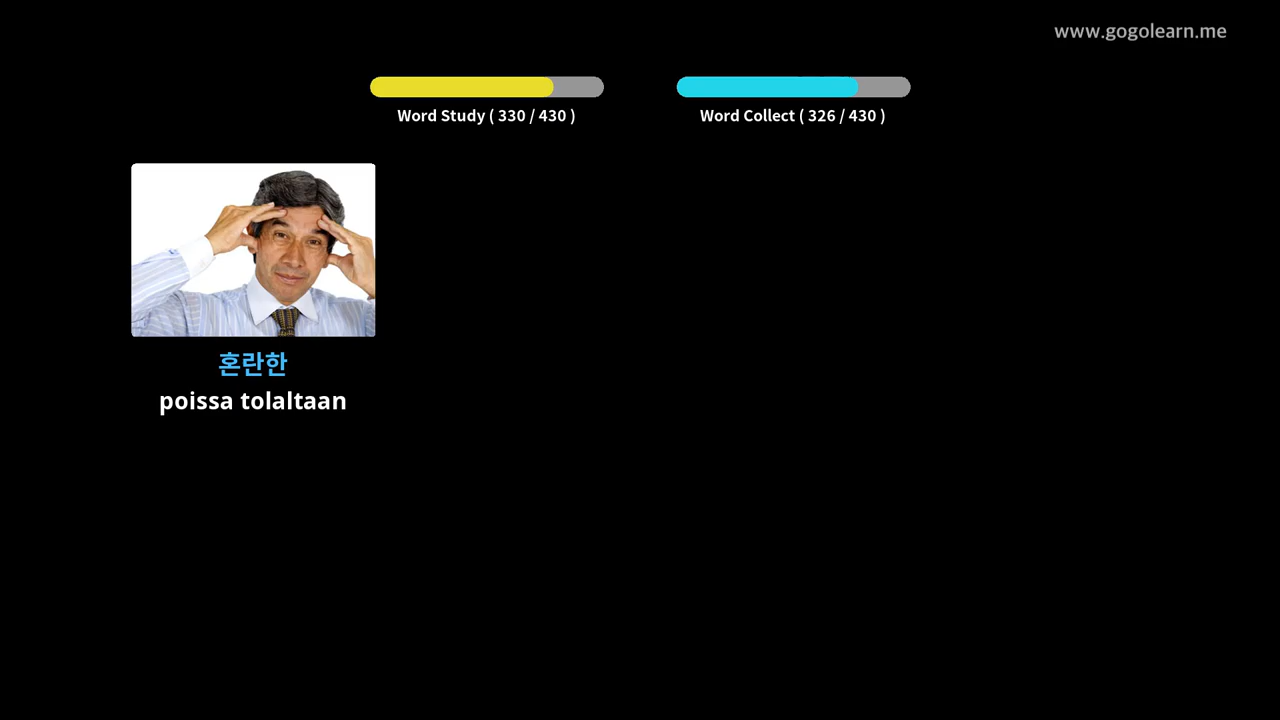 www.gogolearn.me
Word Study ( 330 / 430 )
Word Collect ( 326 / 430 )
혼란한
poissa tolaltaan